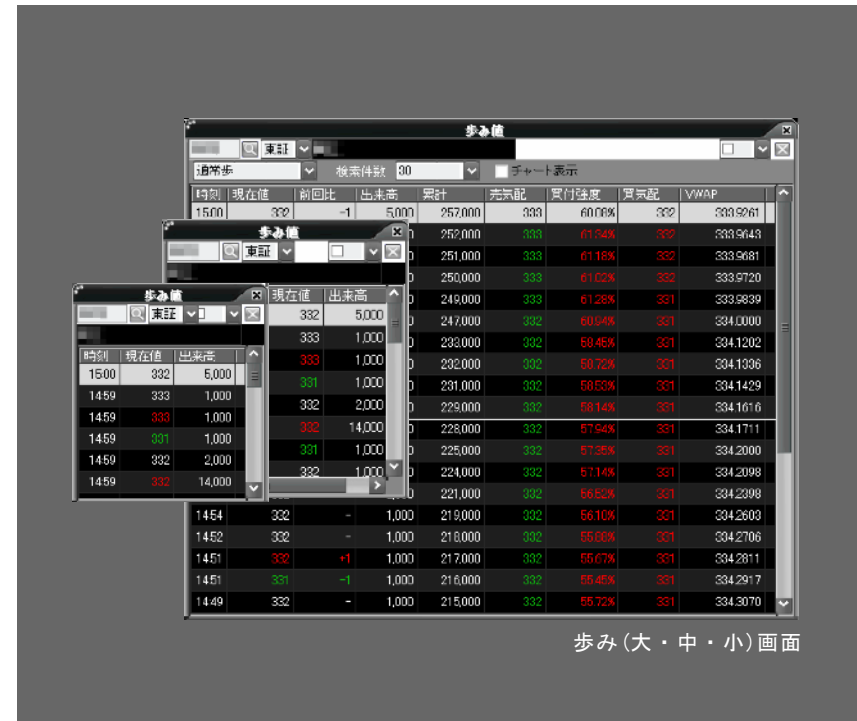 歩み値
東証
通常歩 検索件数 30 チャート表示
時刻 現在値 前回比 出来高 累計 売気配 買付強度 買気配 VWAP
15:00 332 -1 5,000 257,000 333 60.08% 332 333.9261
252,000 333 61.34% 332 333.9643
251,000 333 61.18% 332 333.9681
250,000 333 61.02% 332 333.9720
249,000 333 61.28% 331 333.9839
247,000 332 60.94% 331 334.0000
233,000 332 58.45% 331 334.1202
232,000 332 58.72% 331 334.1336
231,000 332 58.53% 331 334.1429
229,000 332 58.14% 331 334.1616
228,000 332 57.94% 331 334.1711
225,000 332 57.35% 331 334.2000
224,000 332 57.14% 331 334.2098
221,000 332 56.52% 331 334.2398
14:54 332 - 1,000 219,000 332 56.10% 331 334.2603
14:52 332 - 1,000 218,000 332 55.88% 331 334.2706
14:51 332 +1 1,000 217,000 332 55.67% 331 334.2811
14:51 331 -1 1,000 216,000 332 55.45% 331 334.2917
14:49 332 - 1,000 215,000 332 55.72% 331 334.3070
歩み値
東証
現在値 出来高
332 5,000
333 1,000
333 1,000
331 1,000
332 2,000
332 14,000
331 1,000
332 1,000
歩み値
東証
時刻 現在値 出来高
15:00 332 5,000
14:59 333 1,000
14:59 333 1,000
14:59 331 1,000
14:59 332 2,000
14:59 332 14,000
歩み(大・中・小)画面